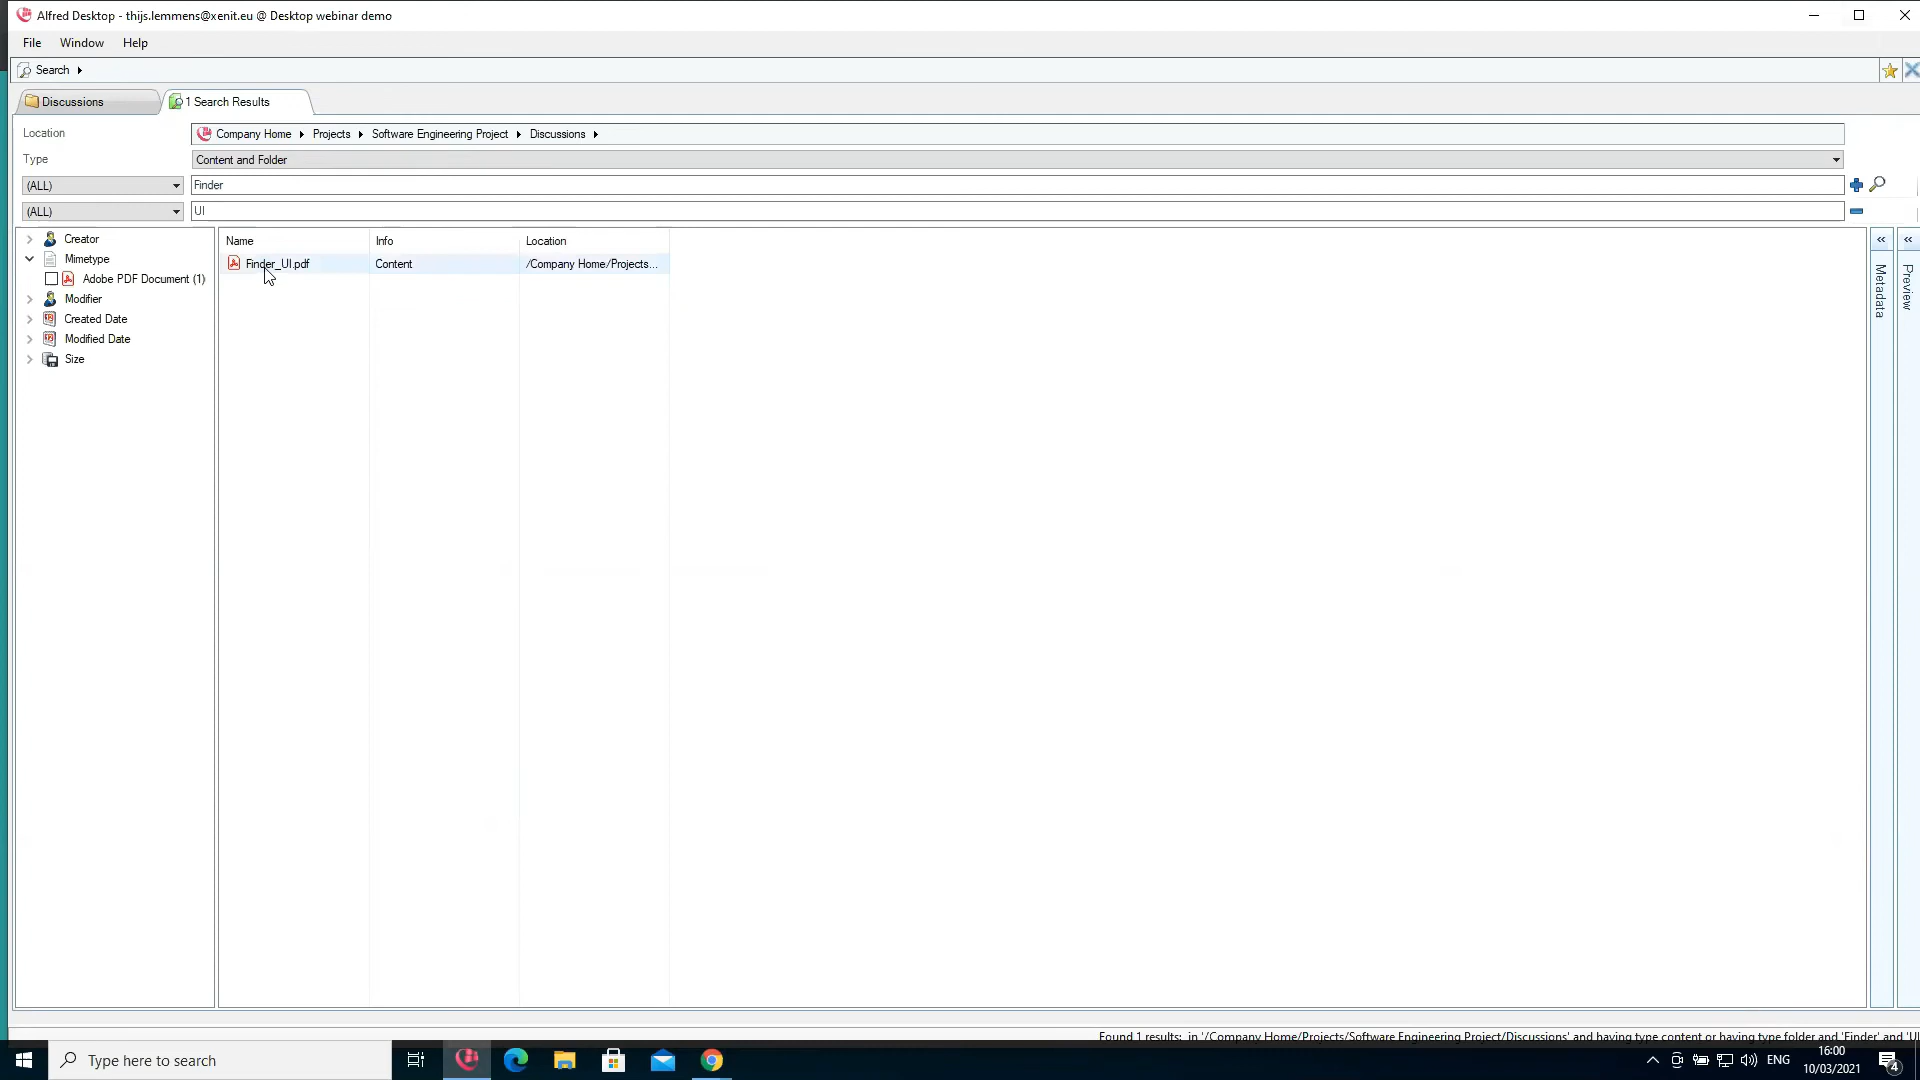 Alfred Desktop - thijs.lemmens@xenit.eu @ Desktop webinar demo
File Window Help
Search
Discussions 1 Search Results
Location Company Home Projects Software Engineering Project Discussions
Type Content and Folder
(ALL) Finder
(ALL) UI
Creator
Mimetype
Adobe PDF Document (1)
Modifier
Created Date
Modified Date
Size
Name Info Location
Finder_UI.pdf Content /Company Home/Projects...
Metadata
Preview
Found 1 results: in '/Company Home/Projects/Software Engineering Project/Discussions' and having type content or having type folder and 'Finder' and 'UI
Type here to search
ENG
16:00
10/03/2021
4